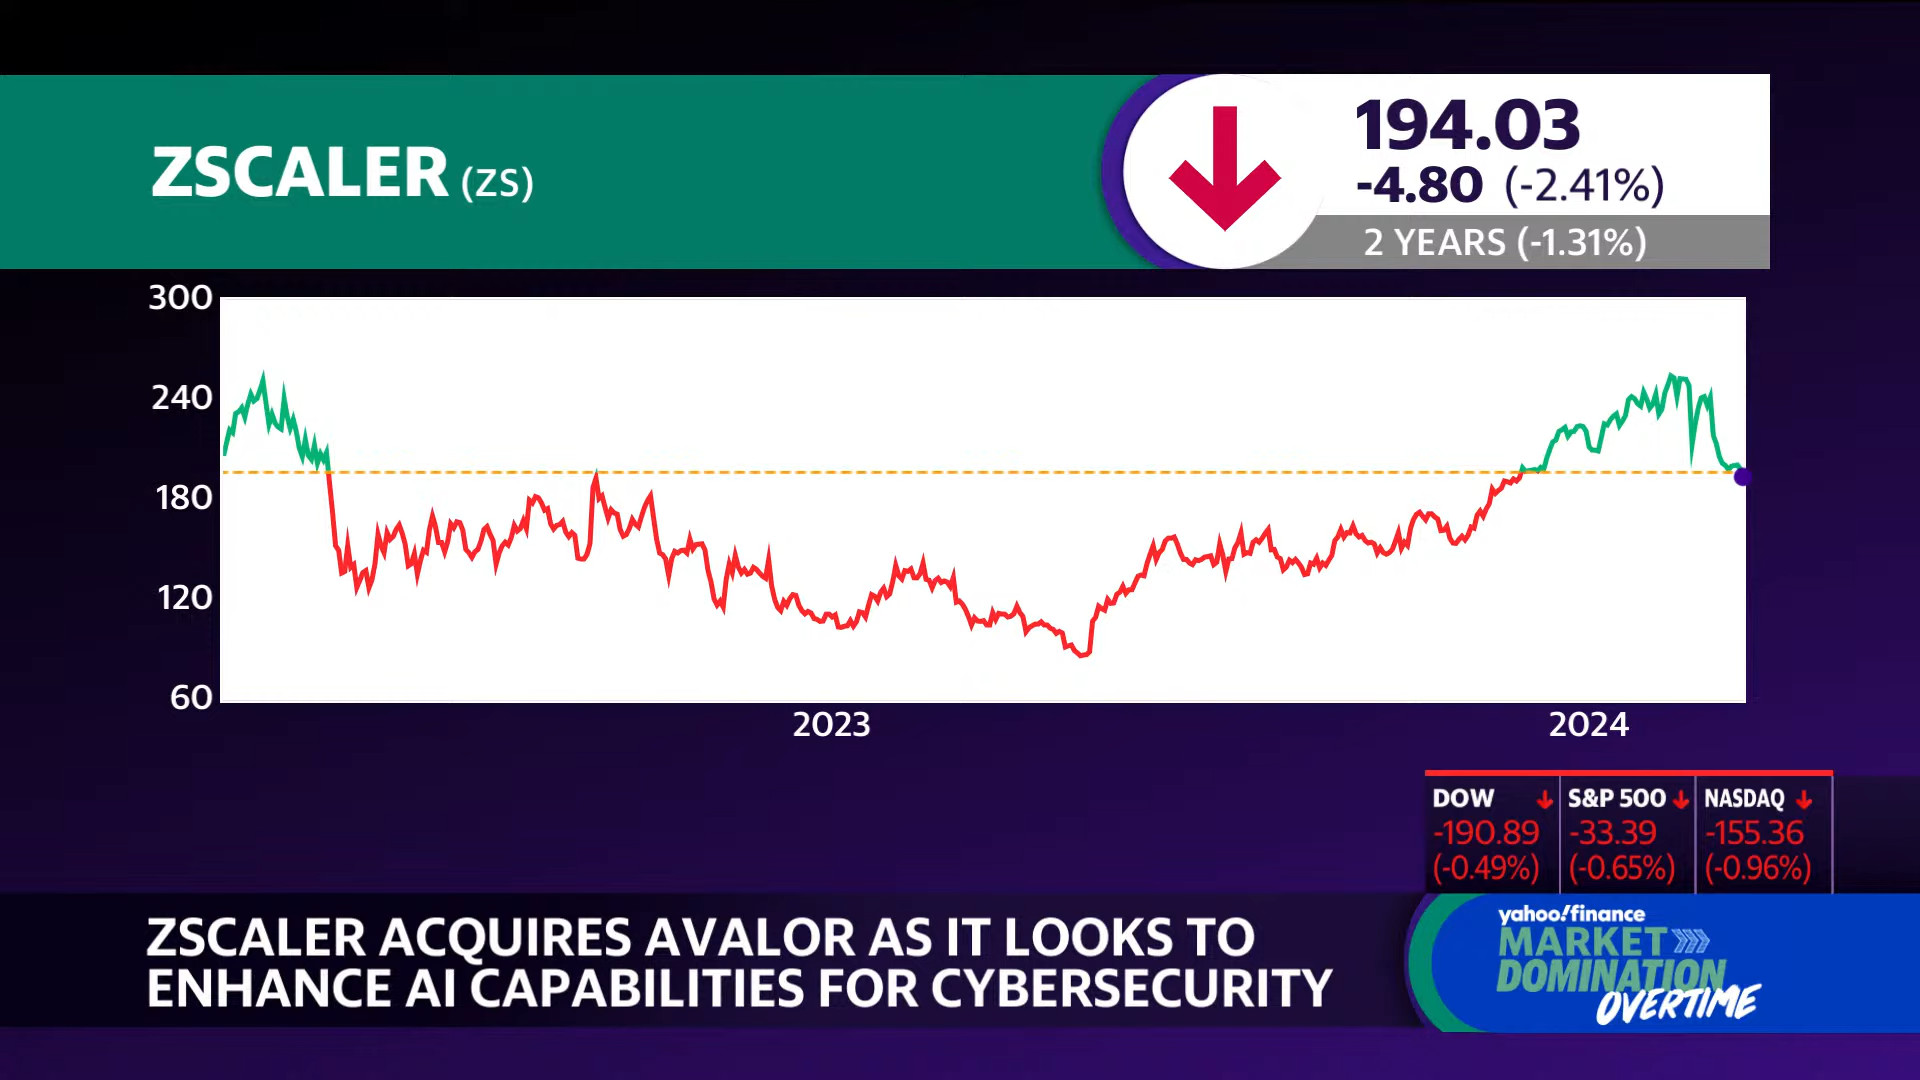 ZSCALER (ZS)
194.03
-4.80 (-2.41%)
2 YEARS (-1.31%)
300
240
180
120
60
2023
2024
DOW
-190.89
(-0.49%)
S&P 500
-33.39
(-0.65%)
NASDAQ
-155.36
(-0.96%)
ZSCALER ACQUIRES AVALOR AS IT LOOKS TO
ENHANCE AI CAPABILITIES FOR CYBERSECURITY
yahoo!finance
MARKET
DOMINATION
OVERTIME